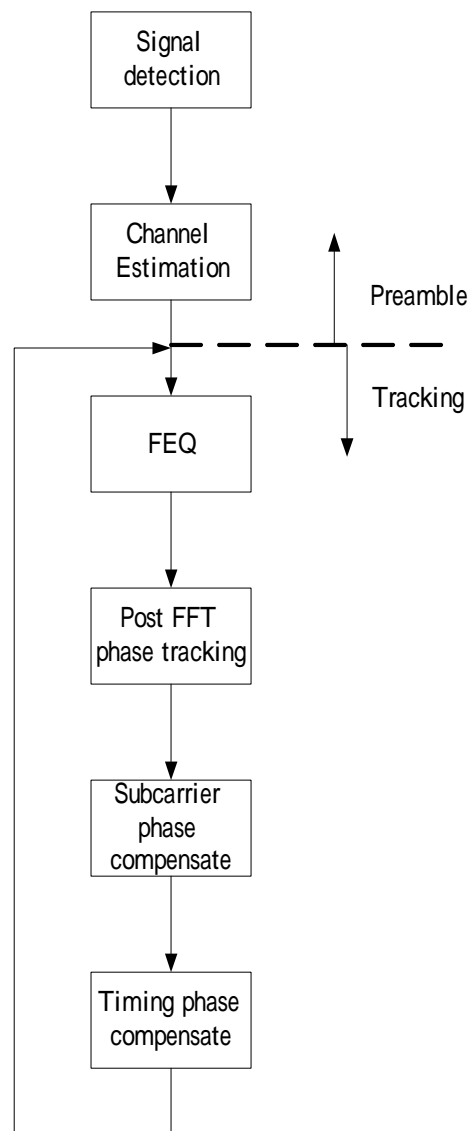 Signal
detection
Channel
Estimation
Preamble
Tracking
FEQ
Post FFT
phase tracking
Subcarrier
phase
compensate
Timing phase
compensate